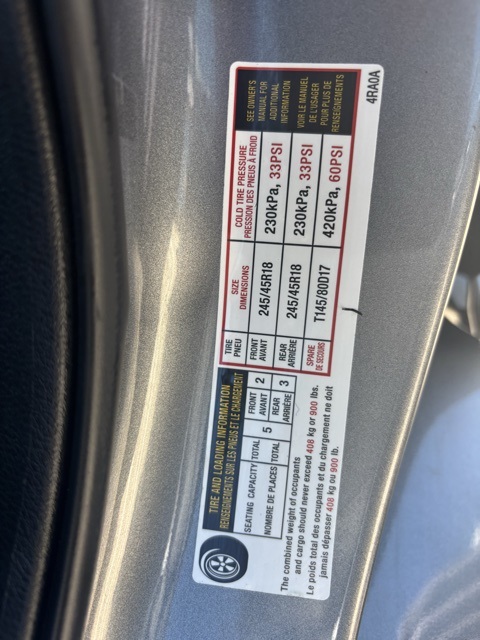 TIRE AND LOADING INFORMATION
RENSEIGNEMENTS SUR LES PNEUS ET LE CHARGEMENT
SEATING CAPACITY TOTAL 5 FRONT AVANT 2
NOMBRE DE PLACES TOTAL REAR ARRIÈRE 3
The combined weight of occupants
and cargo should never exceed 408 kg or 900 lbs.
Le poids total des occupants et du chargement ne doit
jamais dépasser 408 kg ou 900 lb.
TIRE
PNEU
SIZE
DIMENSIONS
COLD TIRE PRESSURE
PRESSION DES PNEUS À FROID
FRONT
AVANT
245/45R18
230kPa, 33PSI
REAR
ARRIÈRE
245/45R18
230kPa, 33PSI
SPARE
DE SECOURS
T145/80D17
420kPa, 60PSI
SEE OWNER'S
MANUAL FOR
ADDITIONAL
INFORMATION
VOIR LE MANUEL
DE L'USAGER
POUR PLUS DE
RENSEIGNEMENTS
4RA0A